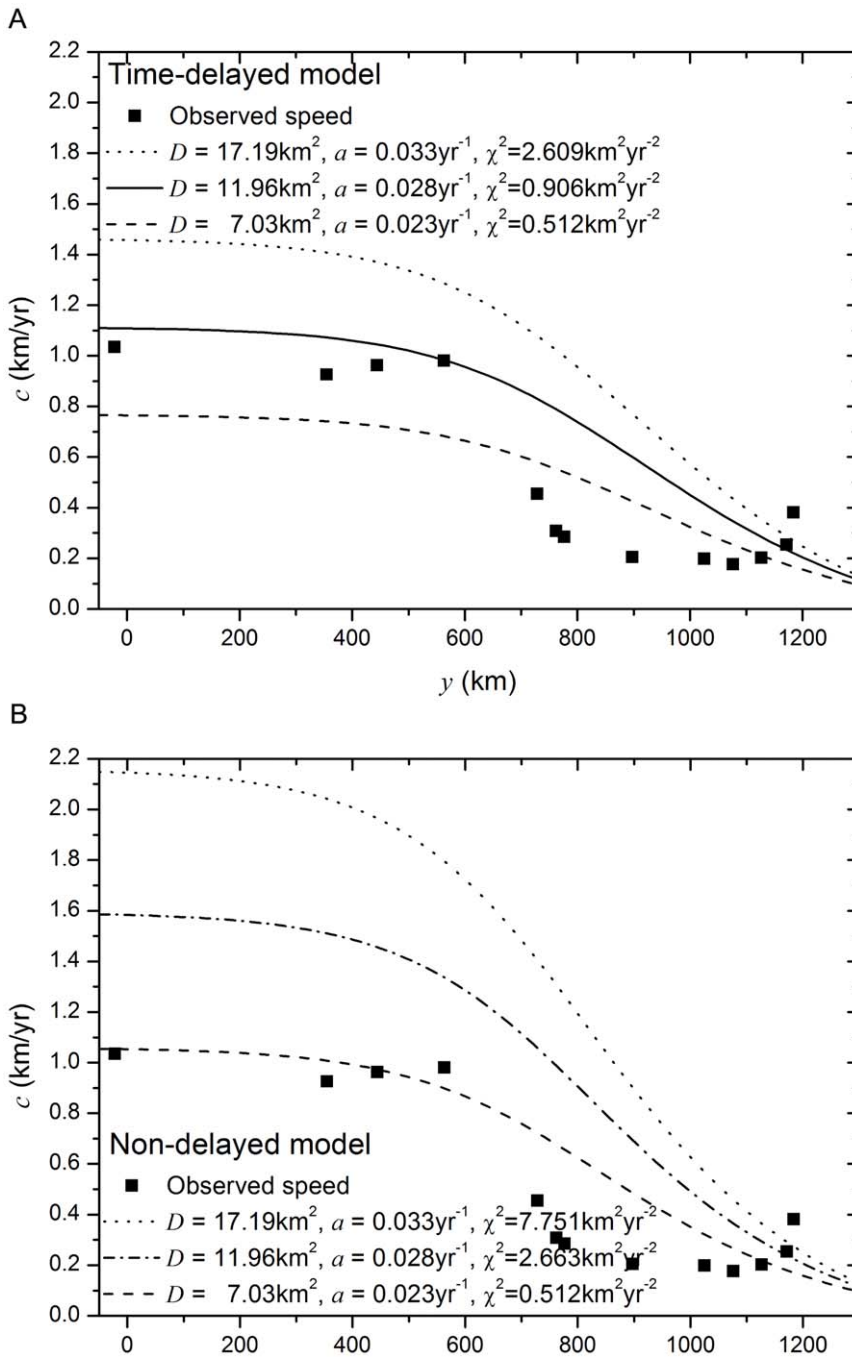 A
2.2
2.0
1.8
1.6
1.4
1.2
1.0
0.8
0.6
0.4
0.2
0.0
c (km/yr)
Time-delayed model
Observed speed
D = 17.19km², a = 0.033yr⁻¹, χ²=2.609km²yr⁻²
D = 11.96km², a = 0.028yr⁻¹, χ²=0.906km²yr⁻²
D = 7.03km², a = 0.023yr⁻¹, χ²=0.512km²yr⁻²
0 200 400 600 800 1000 1200
y (km)
B
2.2
2.0
1.8
1.6
1.4
1.2
1.0
0.8
0.6
0.4
0.2
0.0
c (km/yr)
Non-delayed model
Observed speed
D = 17.19km², a = 0.033yr⁻¹, χ²=7.751km²yr⁻²
D = 11.96km², a = 0.028yr⁻¹, χ²=2.663km²yr⁻²
D = 7.03km², a = 0.023yr⁻¹, χ²=0.512km²yr⁻²
0 200 400 600 800 1000 1200